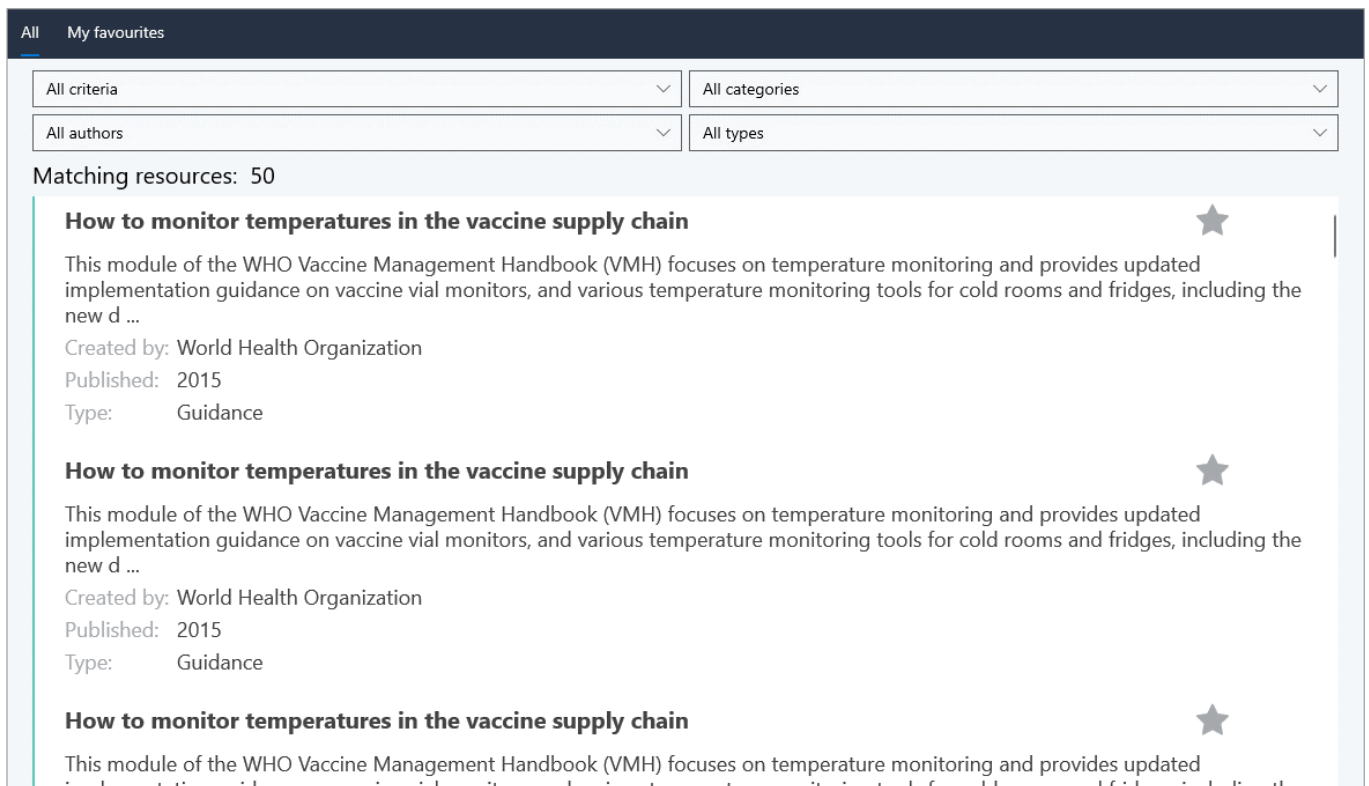 All My favourites
All criteria All categories
All authors All types
Matching resources: 50
How to monitor temperatures in the vaccine supply chain
This module of the WHO Vaccine Management Handbook (VMH) focuses on temperature monitoring and provides updated
implementation guidance on vaccine vial monitors, and various temperature monitoring tools for cold rooms and fridges, including the
new d ...
Created by: World Health Organization
Published: 2015
Type: Guidance
How to monitor temperatures in the vaccine supply chain
This module of the WHO Vaccine Management Handbook (VMH) focuses on temperature monitoring and provides updated
implementation guidance on vaccine vial monitors, and various temperature monitoring tools for cold rooms and fridges, including the
new d ...
Created by: World Health Organization
Published: 2015
Type: Guidance
How to monitor temperatures in the vaccine supply chain
This module of the WHO Vaccine Management Handbook (VMH) focuses on temperature monitoring and provides updated